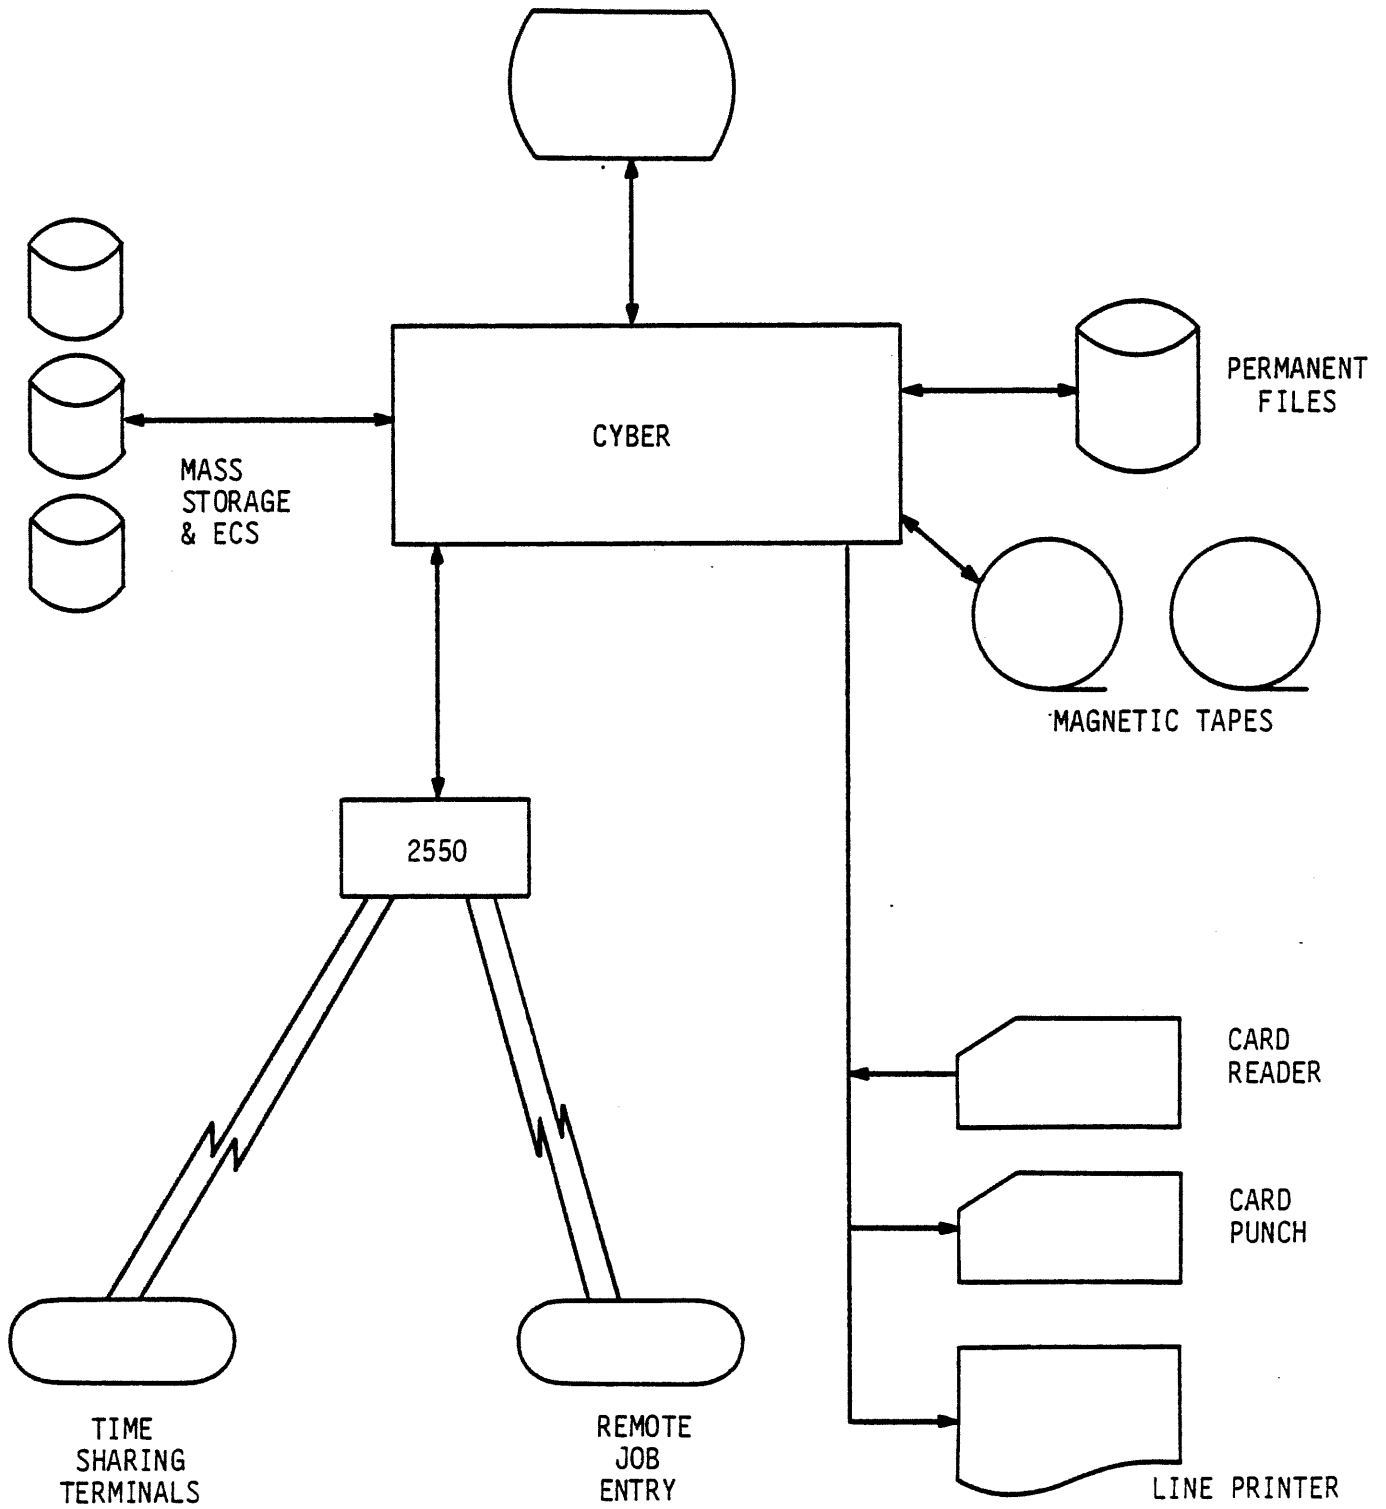 PERMANENT
FILES
CYBER
MASS
STORAGE
& ECS
MAGNETIC TAPES
2550
CARD
READER
CARD
PUNCH
TIME
SHARING
TERMINALS
REMOTE
JOB
ENTRY
LINE PRINTER